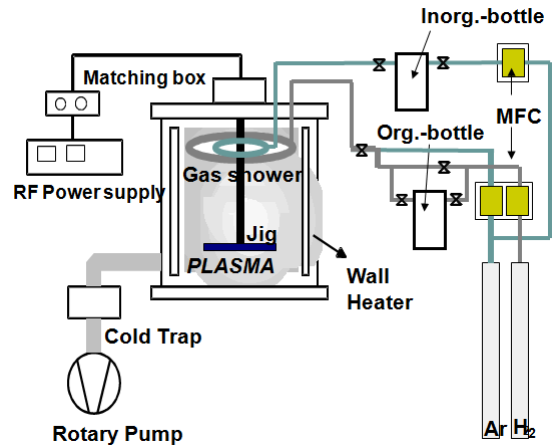 Inorg.-bottle
Matching box
MFC
Org.-bottle
RF Power supply
Gas shower
Jig
PLASMA
Wall
Heater
Cold Trap
Rotary Pump
Ar
H2